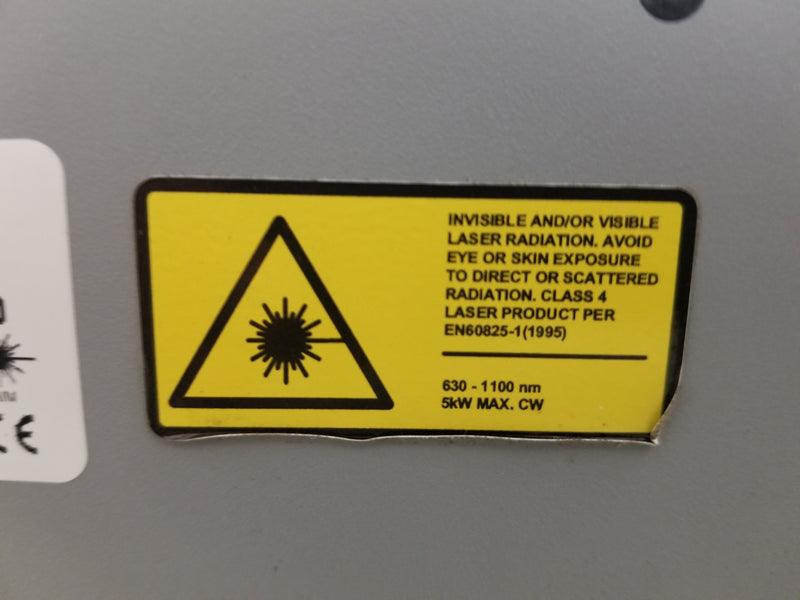 INVISIBLE AND/OR VISIBLE
LASER RADIATION. AVOID
EYE OR SKIN EXPOSURE
TO DIRECT OR SCATTERED
RADIATION. CLASS 4
LASER PRODUCT PER
EN60825-1(1995)
630 - 1100 nm
5kW MAX. CW
CE